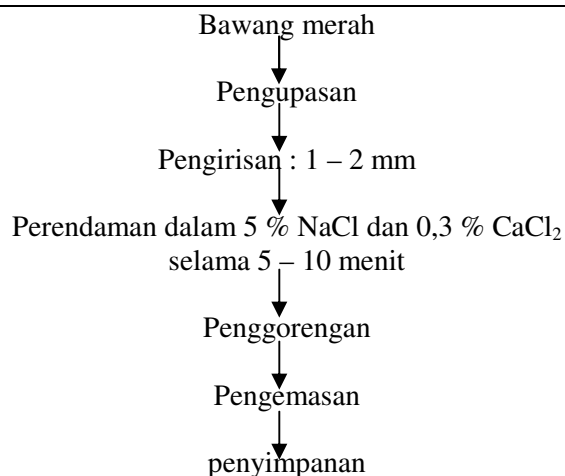 Bawang merah
Pengupasan
Pengirisan : 1 – 2 mm
Perendaman dalam 5 % NaCl dan 0,3 % CaCl₂
selama 5 – 10 menit
Penggorengan
Pengemasan
penyimpanan